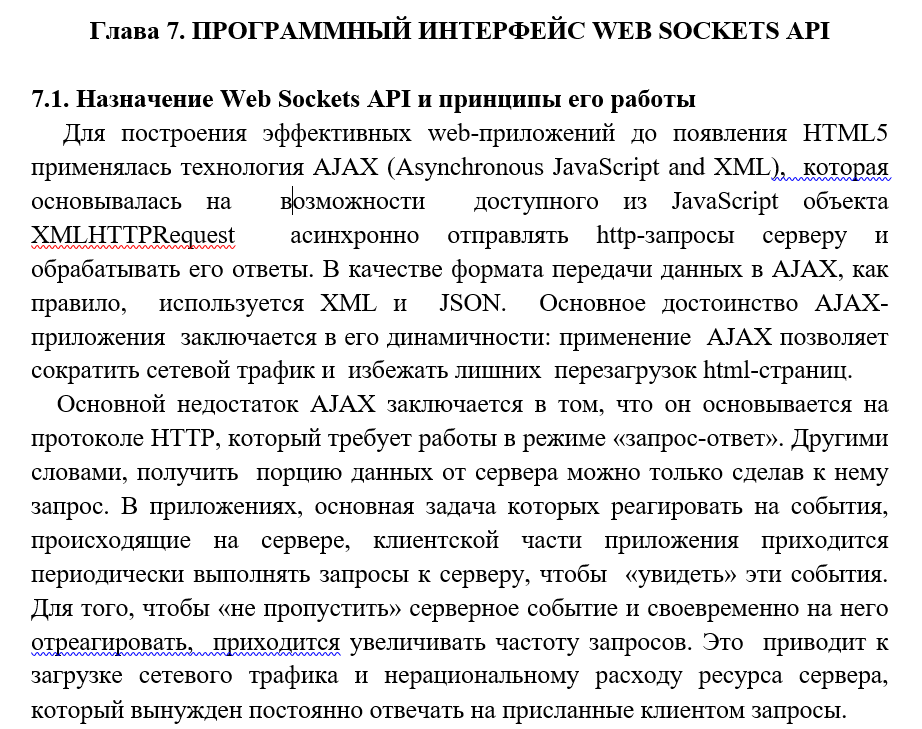 Глава 7. ПРОГРАММНЫЙ ИНТЕРФЕЙС WEB SOCKETS API
7.1. Назначение Web Sockets API и принципы его работы
Для построения эффективных web-приложений до появления HTML5
применялась технология AJAX (Asynchronous JavaScript and XML), которая
основывалась на возможности доступного из JavaScript объекта
XMLHTTPRequest асинхронно отправлять http-запросы серверу и
обрабатывать его ответы. В качестве формата передачи данных в AJAX, как
правило, используется XML и JSON. Основное достоинство AJAX-
приложения заключается в его динамичности: применение AJAX позволяет
сократить сетевой трафик и избежать лишних перезагрузок html-страниц.
Основной недостаток AJAX заключается в том, что он основывается на
протоколе HTTP, который требует работы в режиме «запрос-ответ». Другими
словами, получить порцию данных от сервера можно только сделав к нему
запрос. В приложениях, основная задача которых реагировать на события,
происходящие на сервере, клиентской части приложения приходится
периодически выполнять запросы к серверу, чтобы «увидеть» эти события.
Для того, чтобы «не пропустить» серверное событие и своевременно на него
отреагировать, приходится увеличивать частоту запросов. Это приводит к
загрузке сетевого трафика и нерациональному расходу ресурса сервера,
который вынужден постоянно отвечать на присланные клиентом запросы.